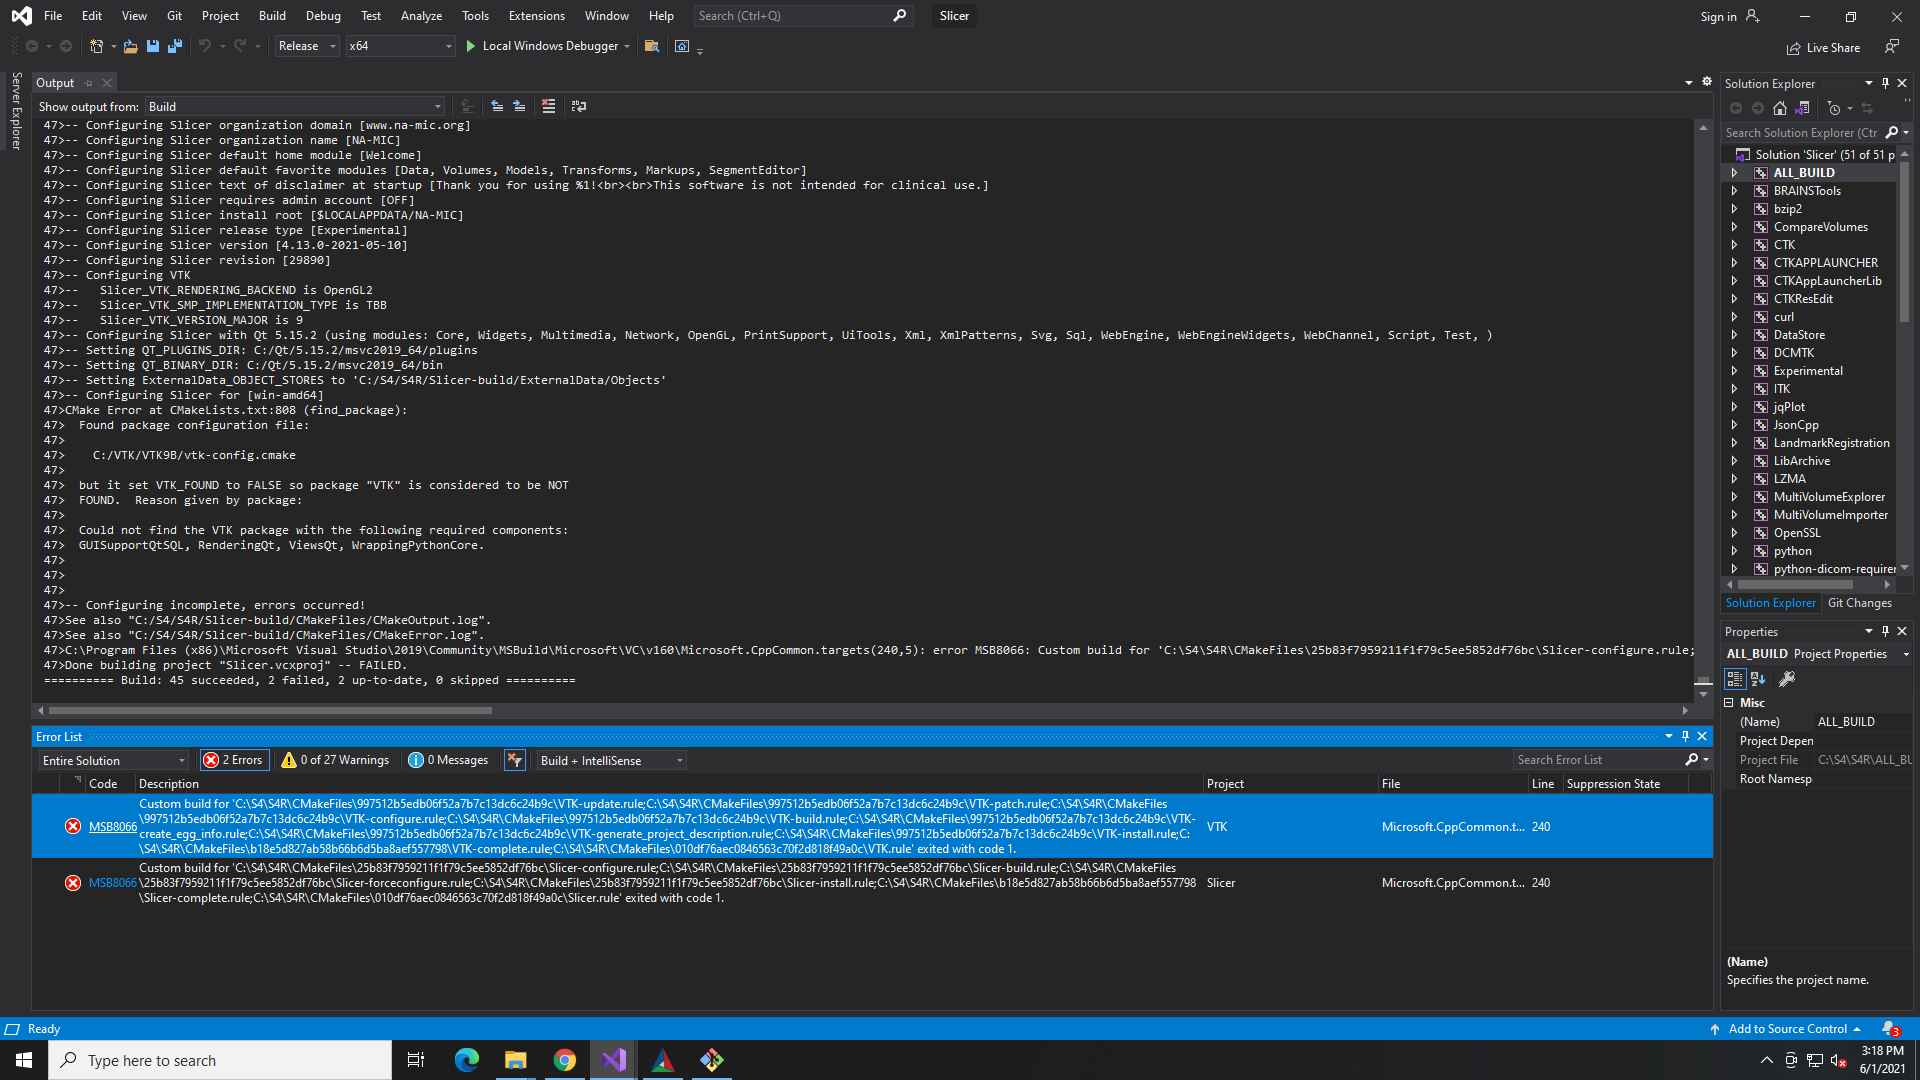 File Edit View Git Project Build Debug Test Analyze Tools Extensions Window Help Search (Ctrl+Q) Slicer Sign in
Release x64 Local Windows Debugger Live Share
Server Explorer
Output
Show output from: Build
47>-- Configuring Slicer organization domain [www.na-mic.org]
47>-- Configuring Slicer organization name [NA-MIC]
47>-- Configuring Slicer default home module [Welcome]
47>-- Configuring Slicer default favorite modules [Data, Volumes, Models, Transforms, Markups, SegmentEditor]
47>-- Configuring Slicer text of disclaimer at startup [Thank you for using %1!<br><br>This software is not intended for clinical use.]
47>-- Configuring Slicer requires admin account [OFF]
47>-- Configuring Slicer install root [$LOCALAPPDATA/NA-MIC]
47>-- Configuring Slicer release type [Experimental]
47>-- Configuring Slicer version [4.13.0-2021-05-10]
47>-- Configuring Slicer revision [29890]
47>-- Configuring VTK
47>--   Slicer_VTK_RENDERING_BACKEND is OpenGL2
47>--   Slicer_VTK_SMP_IMPLEMENTATION_TYPE is TBB
47>--   Slicer_VTK_VERSION_MAJOR is 9
47>-- Configuring Slicer with Qt 5.15.2 (using modules: Core, Widgets, Multimedia, Network, OpenGL, PrintSupport, UiTools, Xml, XmlPatterns, Svg, Sql, WebEngine, WebEngineWidgets, WebChannel, Script, Test, )
47>-- Setting QT_PLUGINS_DIR: C:/Qt/5.15.2/msvc2019_64/plugins
47>-- Setting QT_BINARY_DIR: C:/Qt/5.15.2/msvc2019_64/bin
47>-- Setting ExternalData_OBJECT_STORES to 'C:/S4/S4R/Slicer-build/ExternalData/Objects'
47>-- Configuring Slicer for [win-amd64]
47>CMake Error at CMakeLists.txt:808 (find_package):
47>  Found package configuration file:
47>
47>    C:/VTK/VTK9B/vtk-config.cmake
47>
47>  but it set VTK_FOUND to FALSE so package "VTK" is considered to be NOT
47>  FOUND.  Reason given by package:
47>
47>  Could not find the VTK package with the following required components:
47>  GUISupportQtSQL, RenderingQt, ViewsQt, WrappingPythonCore.
47>
47>
47>
47>-- Configuring incomplete, errors occurred!
47>See also "C:/S4/S4R/Slicer-build/CMakeFiles/CMakeOutput.log".
47>See also "C:/S4/S4R/Slicer-build/CMakeFiles/CMakeError.log".
47>C:\Program Files (x86)\Microsoft Visual Studio\2019\Community\MSBuild\Microsoft\VC\v160\Microsoft.CppCommon.targets(240,5): error MSB8066: Custom build for 'C:\S4\S4R\CMakeFiles\25b83f7959211f1f79c5ee5852df76bc\Slicer-configure.rule;
47>Done building project "Slicer.vcxproj" -- FAILED.
========== Build: 45 succeeded, 2 failed, 2 up-to-date, 0 skipped ==========
Error List
Entire Solution 2 Errors 0 of 27 Warnings 0 Messages Build + IntelliSense Search Error List
Code Description Project File Line Suppression State
Custom build for 'C:\S4\S4R\CMakeFiles\997512b5edb06f52a7b7c13dc6c24b9c\VTK-update.rule;C:\S4\S4R\CMakeFiles\997512b5edb06f52a7b7c13dc6c24b9c\VTK-patch.rule;C:\S4\S4R\CMakeFiles
\997512b5edb06f52a7b7c13dc6c24b9c\VTK-configure.rule;C:\S4\S4R\CMakeFiles\997512b5edb06f52a7b7c13dc6c24b9c\VTK-build.rule;C:\S4\S4R\CMakeFiles\997512b5edb06f52a7b7c13dc6c24b9c\VTK-
MSB8066 create_egg_info.rule;C:\S4\S4R\CMakeFiles\997512b5edb06f52a7b7c13dc6c24b9c\VTK-generate_project_description.rule;C:\S4\S4R\CMakeFiles\997512b5edb06f52a7b7c13dc6c24b9c\VTK-install.rule;C: VTK Microsoft.CppCommon.t... 240
\S4\S4R\CMakeFiles\b18e5d827ab58b66b6d5ba8aef557798\VTK-complete.rule;C:\S4\S4R\CMakeFiles\010df76aec0846563c70f2d818f49a0c\VTK.rule' exited with code 1.
Custom build for 'C:\S4\S4R\CMakeFiles\25b83f7959211f1f79c5ee5852df76bc\Slicer-configure.rule;C:\S4\S4R\CMakeFiles\25b83f7959211f1f79c5ee5852df76bc\Slicer-build.rule;C:\S4\S4R\CMakeFiles
MSB8066 \25b83f7959211f1f79c5ee5852df76bc\Slicer-forceconfigure.rule;C:\S4\S4R\CMakeFiles\25b83f7959211f1f79c5ee5852df76bc\Slicer-install.rule;C:\S4\S4R\CMakeFiles\b18e5d827ab58b66b6d5ba8aef557798 Slicer Microsoft.CppCommon.t... 240
\Slicer-complete.rule;C:\S4\S4R\CMakeFiles\010df76aec0846563c70f2d818f49a0c\Slicer.rule' exited with code 1.
Solution Explorer
Search Solution Explorer (Ctr
Solution 'Slicer' (51 of 51 p
ALL_BUILD
BRAINSTools
bzip2
CompareVolumes
CTK
CTKAPPLAUNCHER
CTKAppLauncherLib
CTKResEdit
curl
DataStore
DCMTK
Experimental
ITK
jqPlot
JsonCpp
LandmarkRegistration
LibArchive
LZMA
MultiVolumeExplorer
MultiVolumeImporter
OpenSSL
python
python-dicom-requirer
Solution Explorer Git Changes
Properties
ALL_BUILD Project Properties
Misc
(Name) ALL_BUILD
Project Depen
Project File C:\S4\S4R\ALL_BU
Root Namesp
(Name)
Specifies the project name.
Ready Add to Source Control 3
Type here to search
3:18 PM
6/1/2021